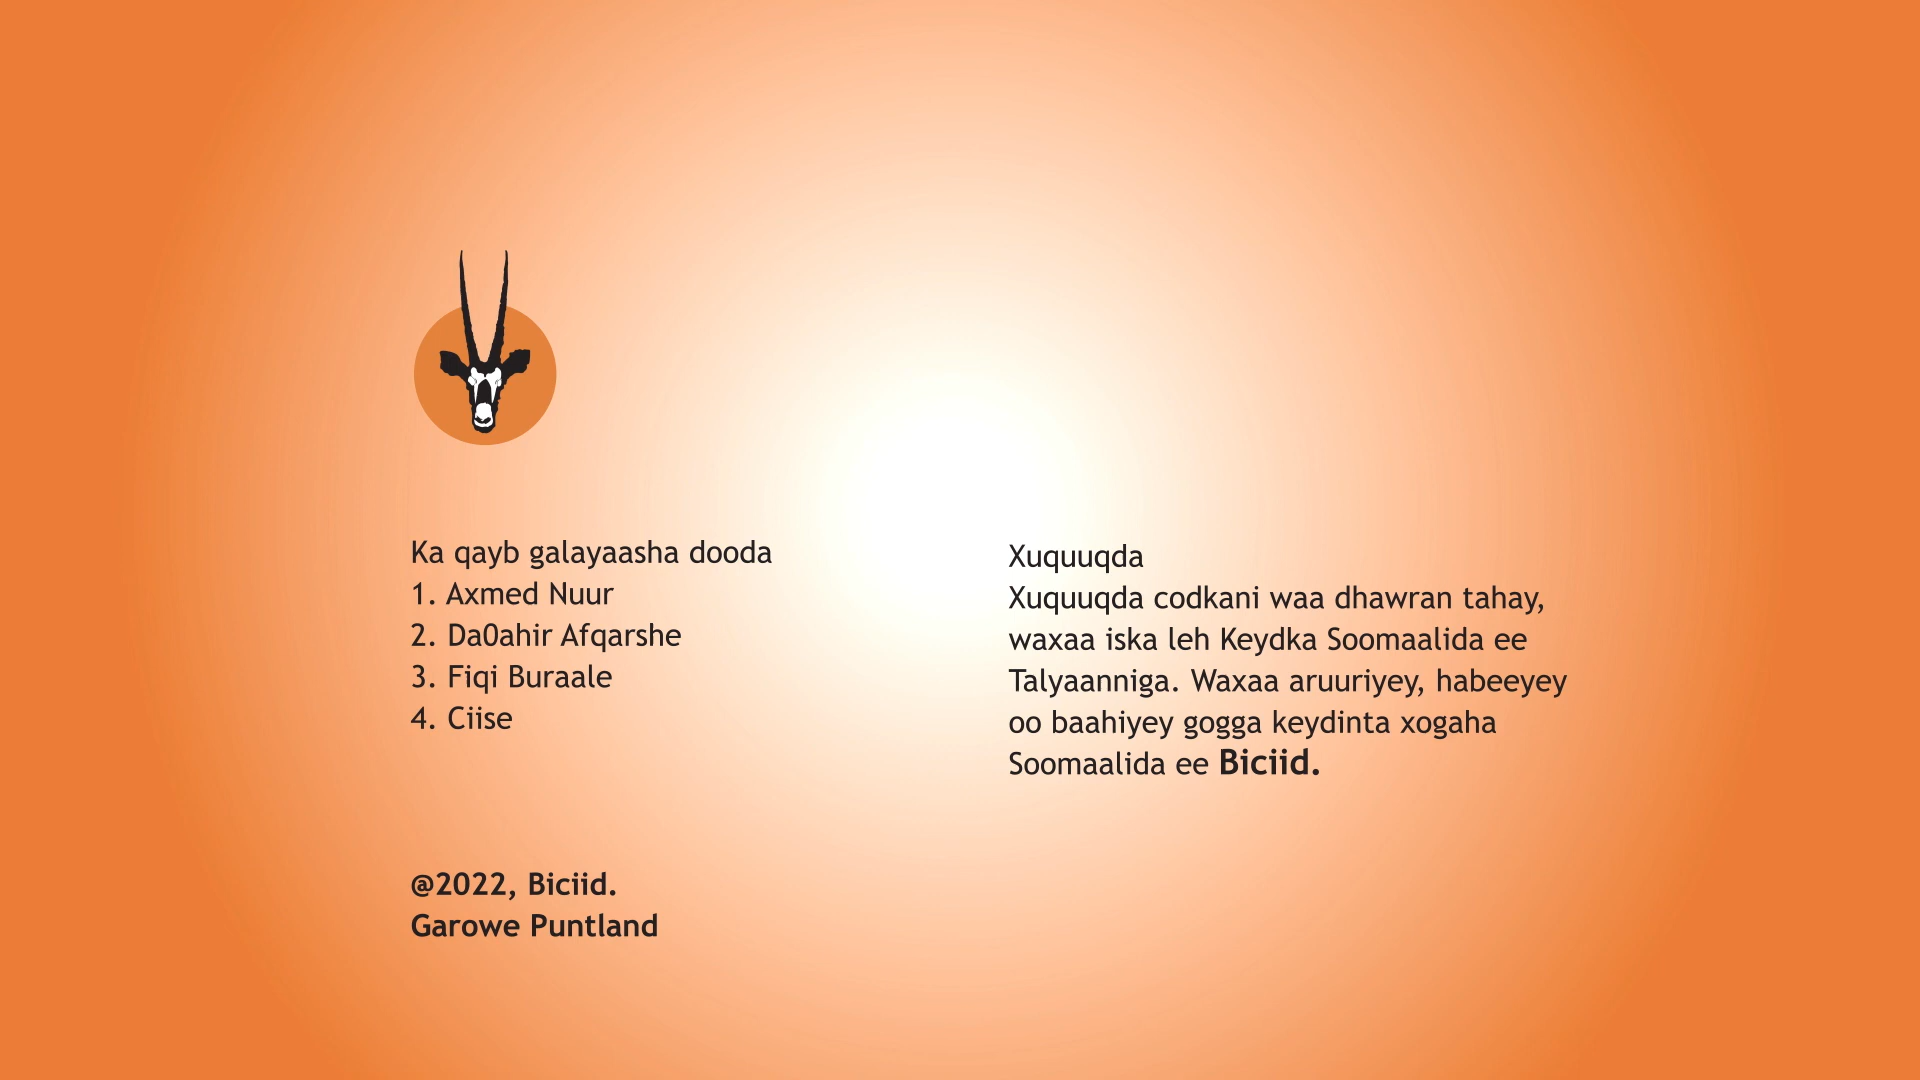 Ka qayb galayaasha dooda
1. Axmed Nuur
2. Da0ahir Afqarshe
3. Fiqi Buraale
4. Ciise
Xuquuqda
Xuquuqda codkani waa dhawran tahay,
waxaa iska leh Keydka Soomaalida ee
Talyaanniga. Waxaa aruuriyey, habeeyey
oo baahiyey gogga keydinta xogaha
Soomaalida ee Biciid.
@2022, Biciid.
Garowe Puntland